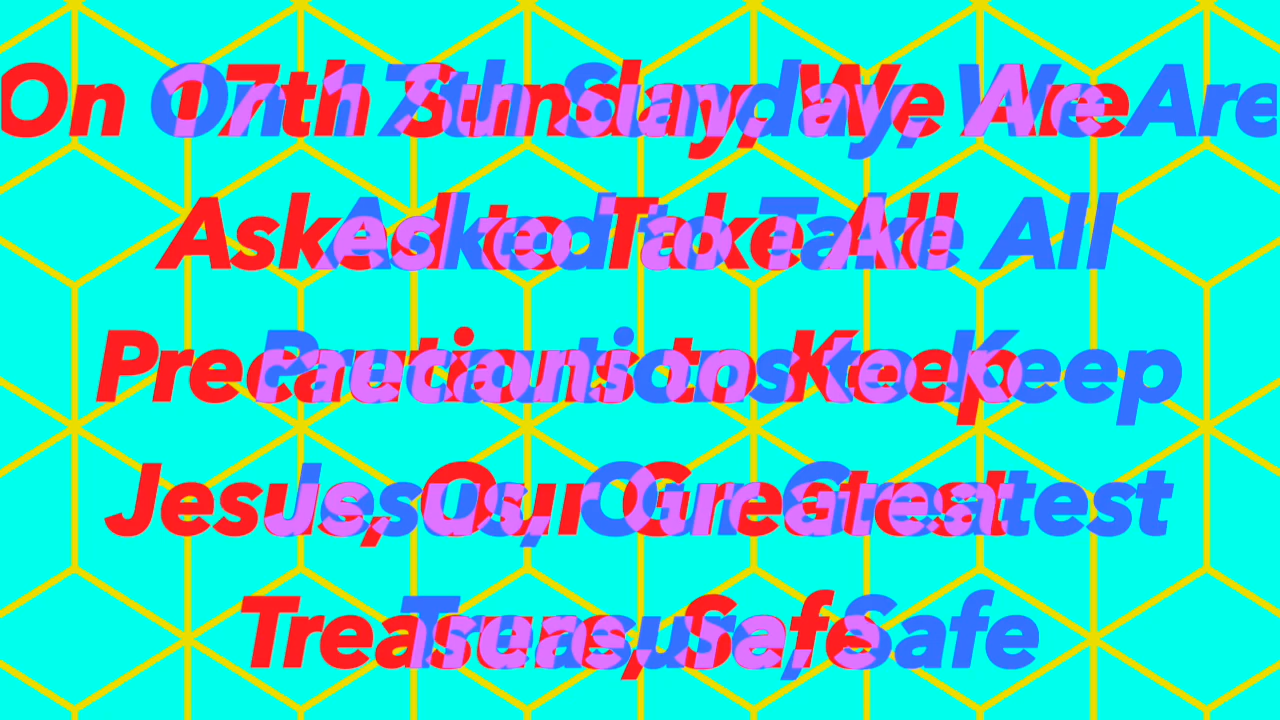 On 17th Sunday, We Are
Asked to Take All
Precautions to Keep
Jesus, Our Greatest
Treasure, Safe